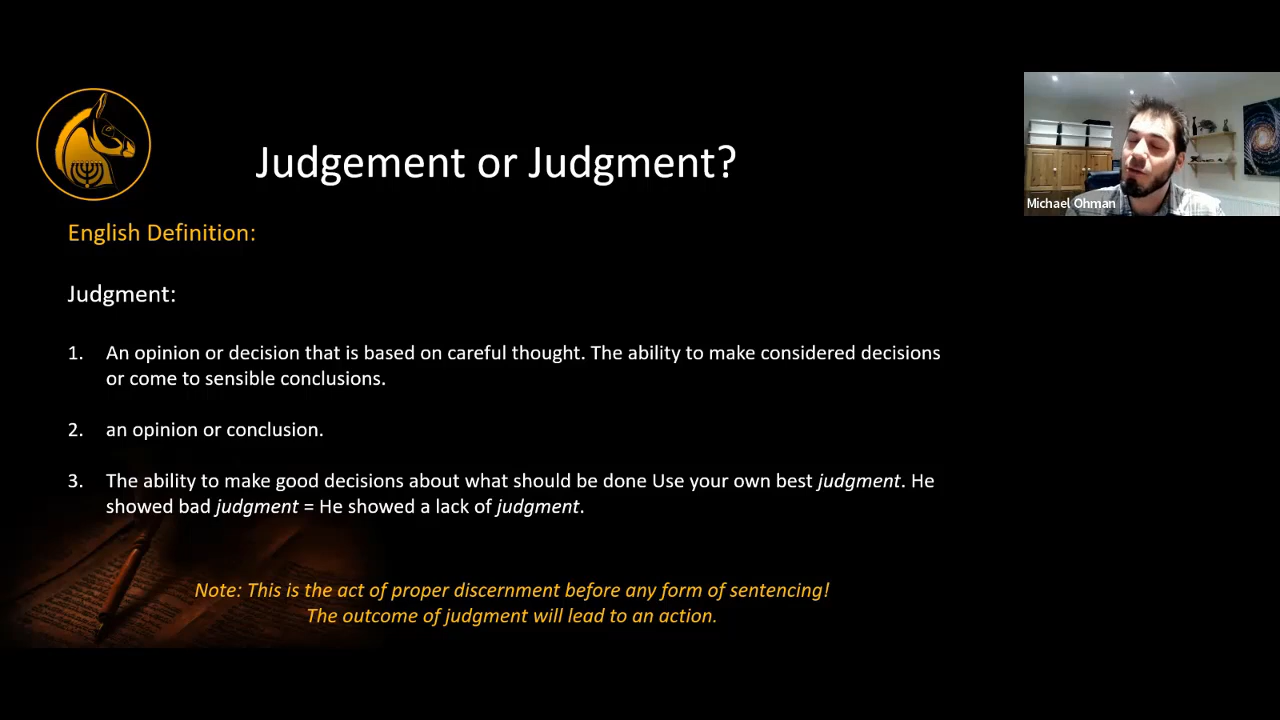 Judgement or Judgment?
Michael Ohman
English Definition:
Judgment:
1. An opinion or decision that is based on careful thought. The ability to make considered decisions
or come to sensible conclusions.
2. an opinion or conclusion.
3. The ability to make good decisions about what should be done Use your own best judgment. He
showed bad judgment = He showed a lack of judgment.
Note: This is the act of proper discernment before any form of sentencing!
The outcome of judgment will lead to an action.